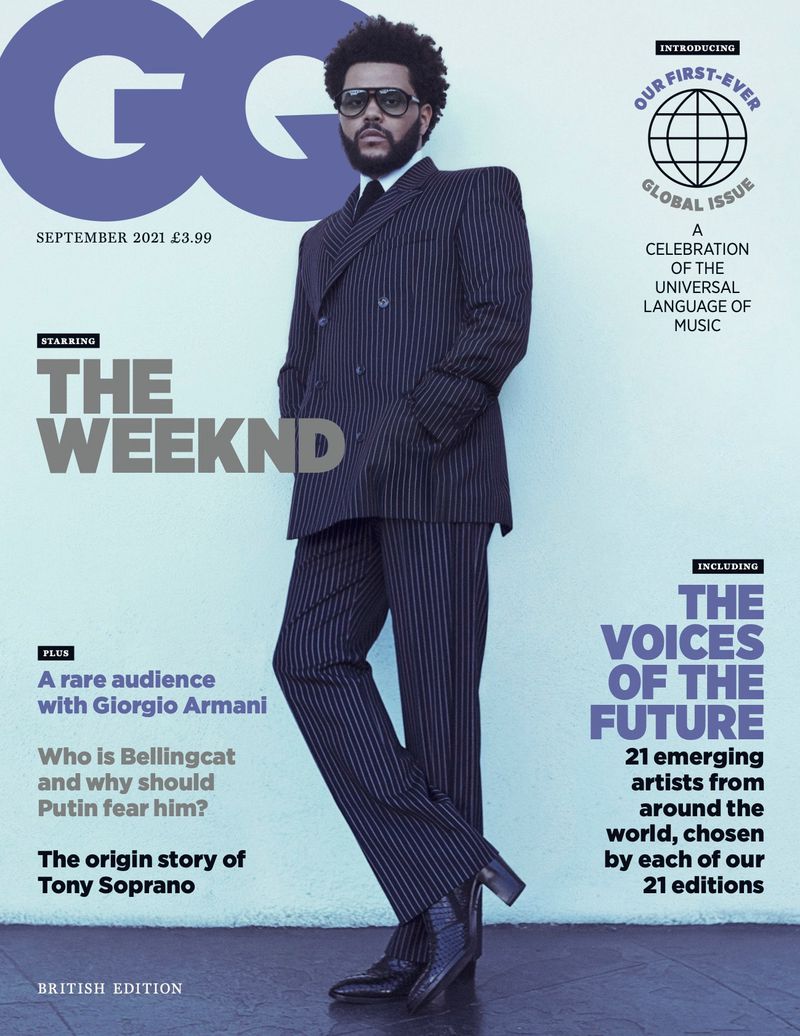 GQ
SEPTEMBER 2021 £3.99
INTRODUCING
OUR FIRST-EVER
GLOBAL ISSUE
A
CELEBRATION
OF THE
UNIVERSAL
LANGUAGE OF
MUSIC
STARRING
THE
WEEKND
INCLUDING
THE
VOICES
OF THE
FUTURE
21 emerging
artists from
around the
world, chosen
by each of our
21 editions
PLUS
A rare audience
with Giorgio Armani
Who is Bellingcat
and why should
Putin fear him?
The origin story of
Tony Soprano
BRITISH EDITION